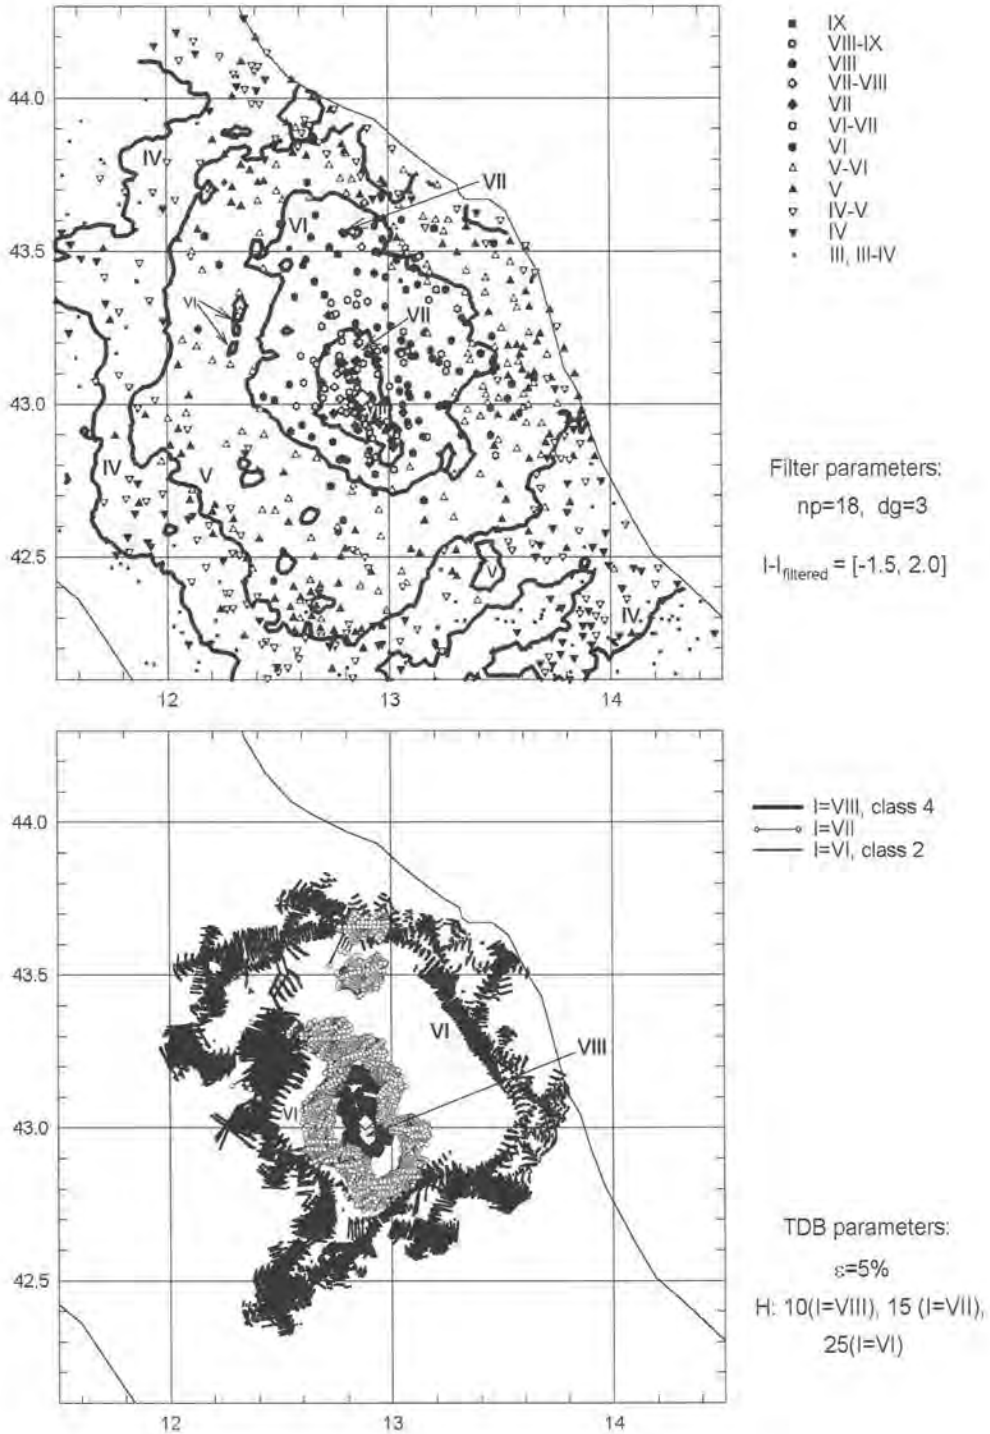 IX
VIII-IX
VIII
VII-VIII
VII
VI-VII
VI
V-VI
V
IV-V
IV
III, III-IV
44.0
43.5
43.0
42.5
12
13
14
IV
VI
VII
VI
VII
VIII
IV
V
V
IV
Filter parameters:
np=18, dg=3
I-Ifiltered = [-1.5, 2.0]
44.0
43.5
43.0
42.5
12
13
14
VI
VIII
VI
I=VIII, class 4
I=VII
I=VI, class 2
TDB parameters:
ε=5%
H: 10(I=VIII), 15 (I=VII),
25(I=VI)